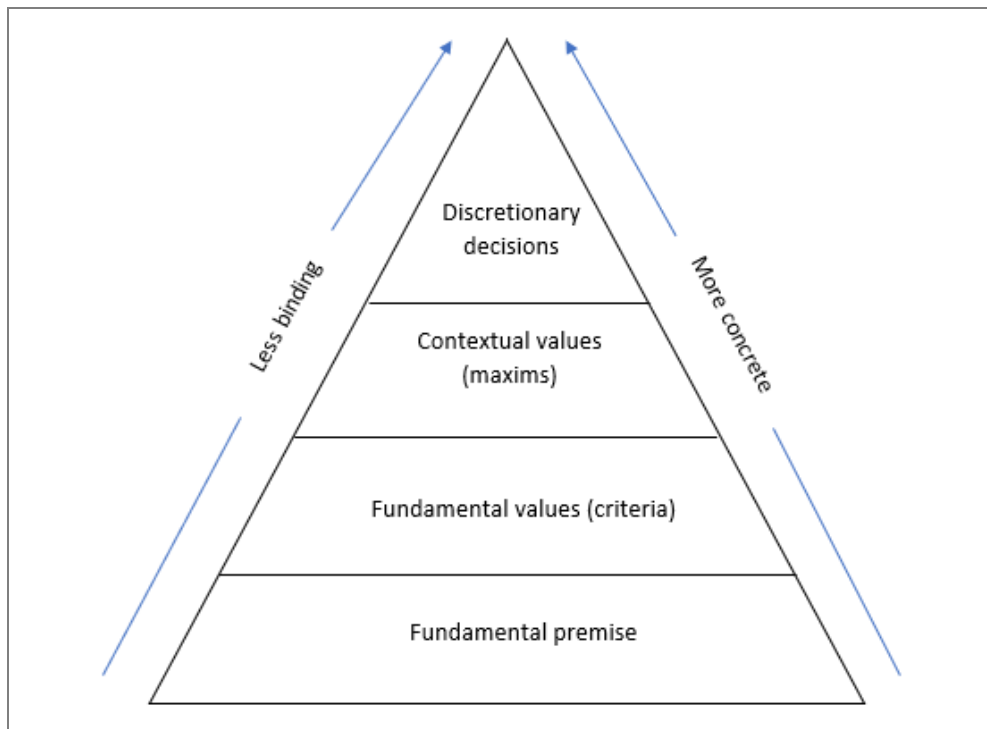 Discretionary
decisions
Less binding
More concrete
Contextual values
(maxims)
Fundamental values (criteria)
Fundamental premise